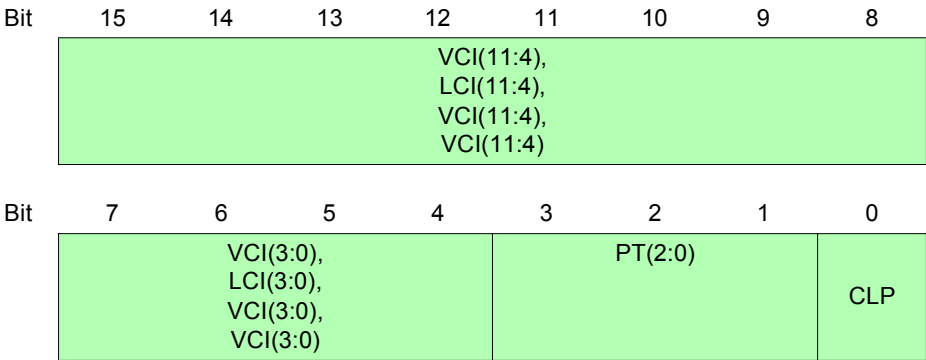 Bit 15 14 13 12 11 10 9 8
VCI(11:4),
LCI(11:4),
VCI(11:4),
VCI(11:4)
Bit 7 6 5 4 3 2 1 0
VCI(3:0),
LCI(3:0),
VCI(3:0),
VCI(3:0)
PT(2:0)
CLP